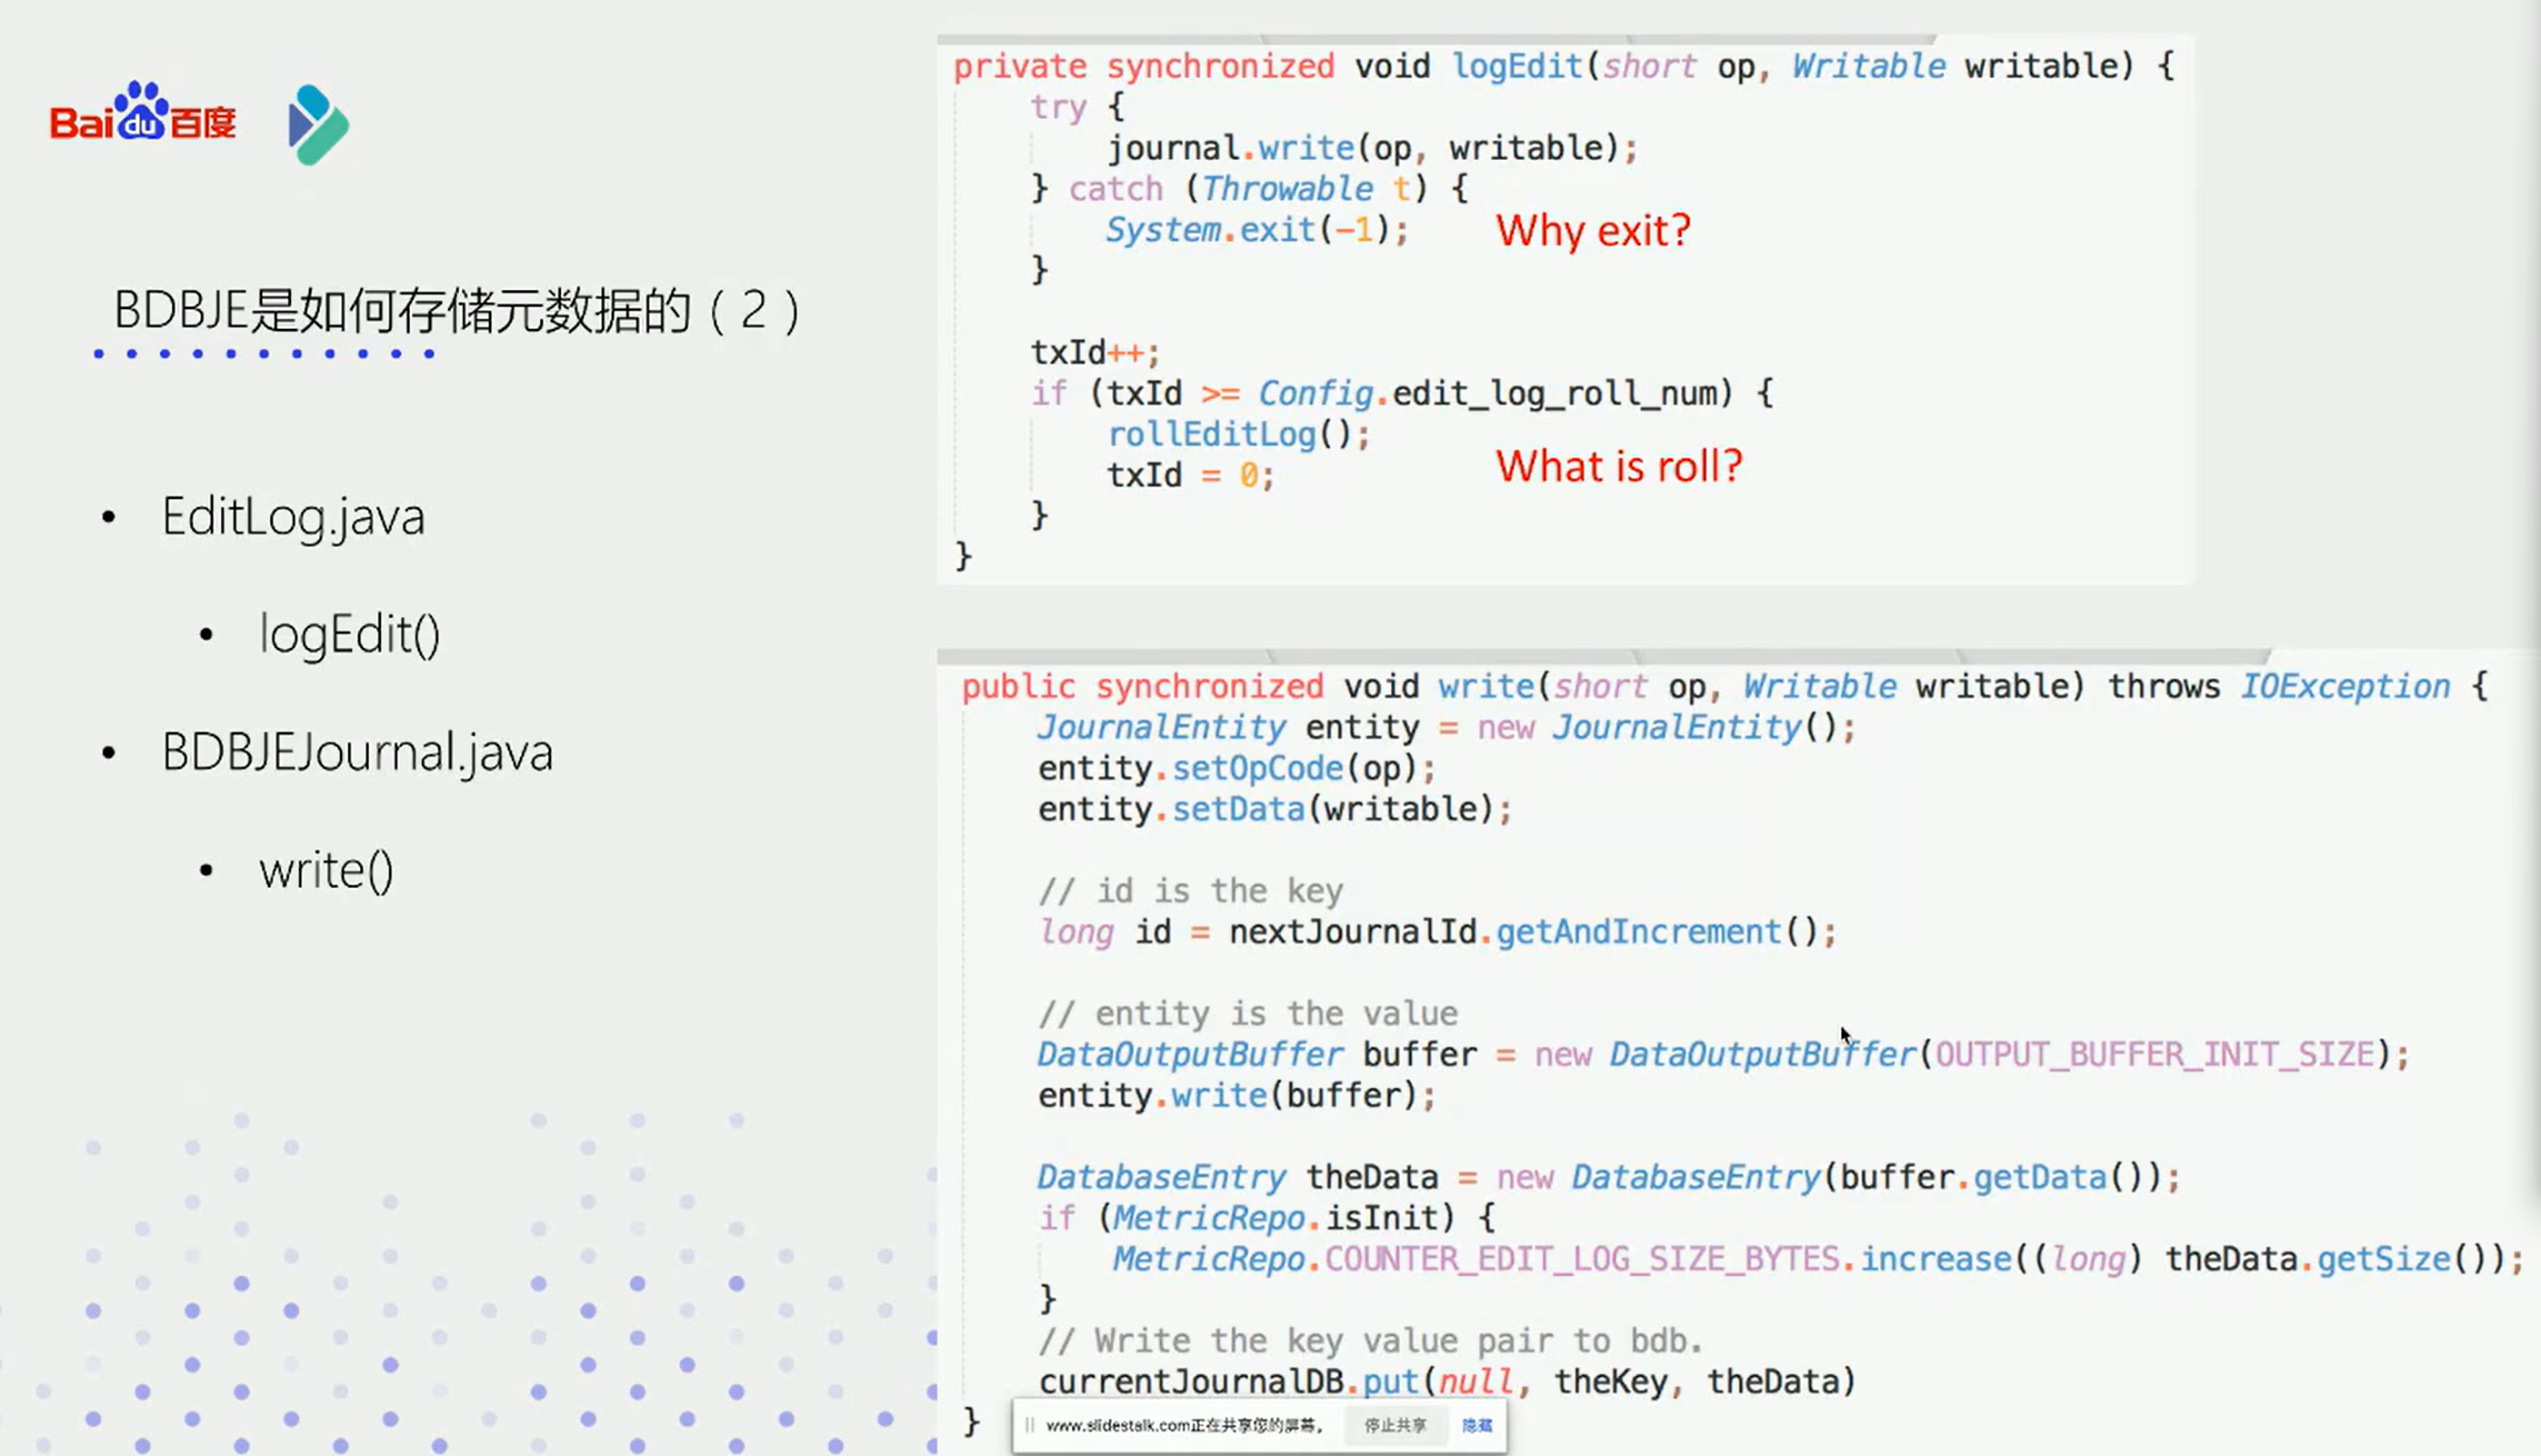 Baidu百度
BDBJE是如何存储元数据的（2）
• EditLog.java
• logEdit()
• BDBJEJournal.java
• write()
private synchronized void logEdit(short op, Writable writable) {
try {
journal.write(op, writable);
} catch (Throwable t) {
System.exit(-1);
Why exit?
}
txId++;
if (txId >= Config.edit_log_roll_num) {
rollEditLog();
txId = 0;
What is roll?
}
}
public synchronized void write(short op, Writable writable) throws IOException {
JournalEntity entity = new JournalEntity();
entity.setOpCode(op);
entity.setData(writable);
// id is the key
long id = nextJournalId.getAndIncrement();
// entity is the value
DataOutputBuffer buffer = new DataOutputBuffer(OUTPUT_BUFFER_INIT_SIZE);
entity.write(buffer);
DatabaseEntry theData = new DatabaseEntry(buffer.getData());
if (MetricRepo.isInit) {
MetricRepo.COUNTER_EDIT_LOG_SIZE_BYTES.increase((long) theData.getSize());
}
// Write the key value pair to bdb.
currentJournalDB.put(null, theKey, theData)
}
www.slidestalk.com正在共享您的屏幕。 停止共享 隐藏